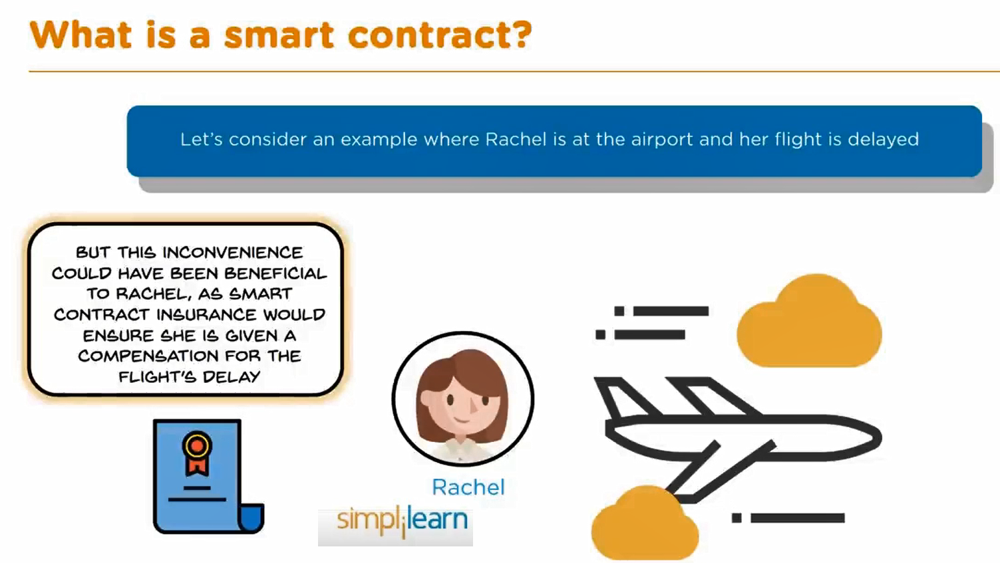 What is a smart contract?
Let's consider an example where Rachel is at the airport and her flight is delayed
BUT THIS INCONVENIENCE
COULD HAVE BEEN BENEFICIAL
TO RACHEL, AS SMART
CONTRACT INSURANCE WOULD
ENSURE SHE IS GIVEN A
COMPENSATION FOR THE
FLIGHT'S DELAY
Rachel
simplilearn